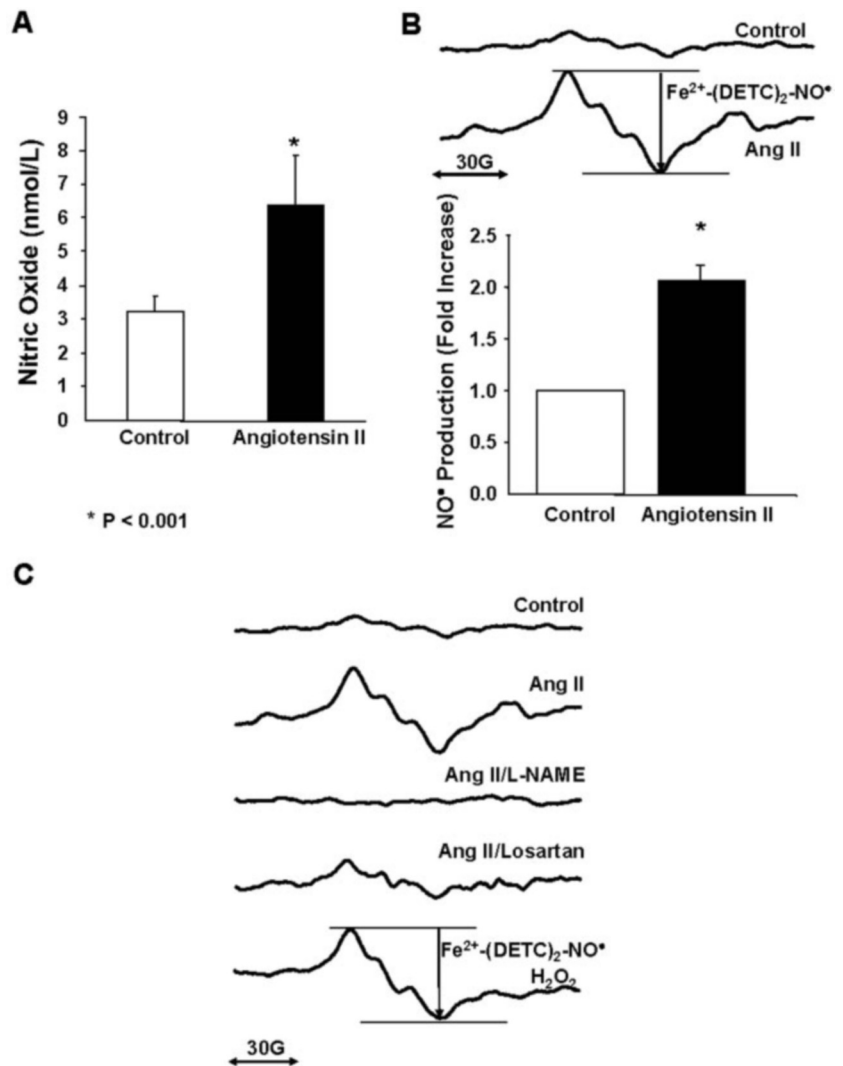 A
Nitric Oxide (nmol/L)
9
8
7
6
5
4
3
2
1
0
*
Control
Angiotensin II
* P < 0.001
B
Control
Fe²⁺-(DETC)₂-NO•
Ang II
30G
NO• Production (Fold Increase)
2.5
2.0
1.5
1.0
0.5
0.0
*
Control
Angiotensin II
C
Control
Ang II
Ang II/L-NAME
Ang II/Losartan
Fe²⁺-(DETC)₂-NO•
H₂O₂
30G